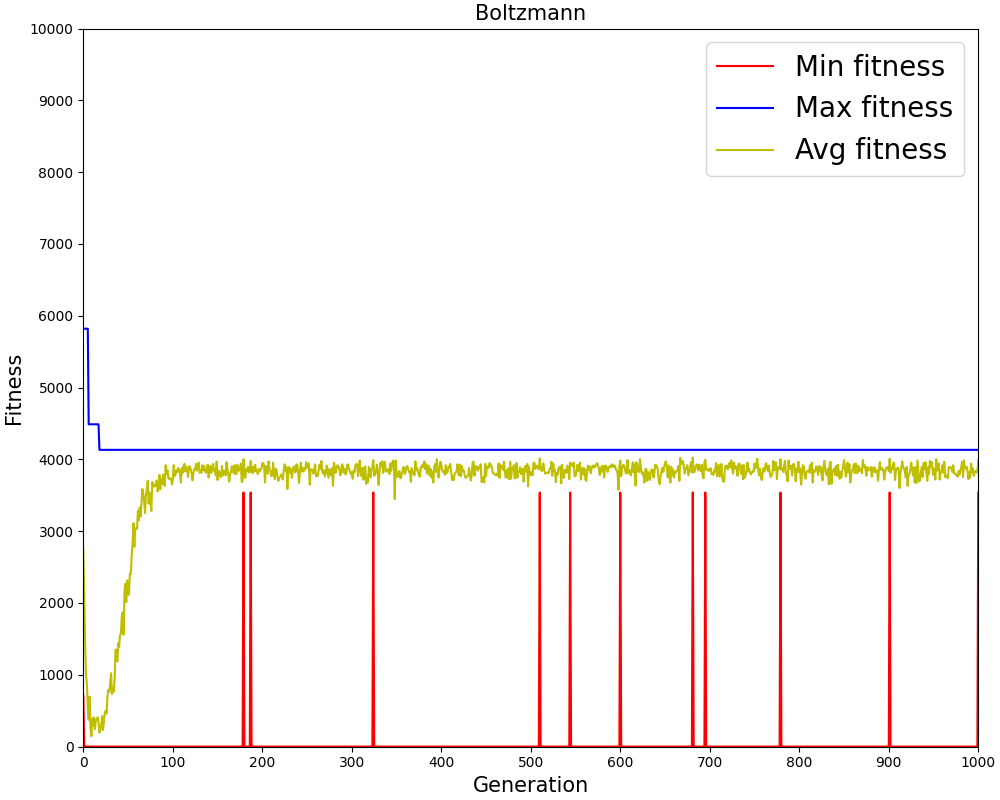 Boltzmann
10000
9000
8000
7000
6000
5000
4000
3000
2000
1000
0
Fitness
Min fitness
Max fitness
Avg fitness
0 100 200 300 400 500 600 700 800 900 1000
Generation